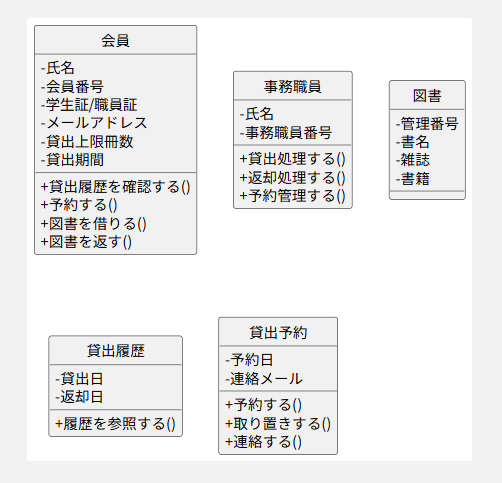 会員
-氏名
-会員番号
-学生証/職員証
-メールアドレス
-貸出上限冊数
-貸出期間
+貸出履歴を確認する()
+予約する()
+図書を借りる()
+図書を返す()
事務職員
-氏名
-事務職員番号
+貸出処理する()
+返却処理する()
+予約管理する()
図書
-管理番号
-書名
-雑誌
-書籍
貸出履歴
-貸出日
-返却日
+履歴を参照する()
貸出予約
-予約日
-連絡メール
+予約する()
+取り置きする()
+連絡する()